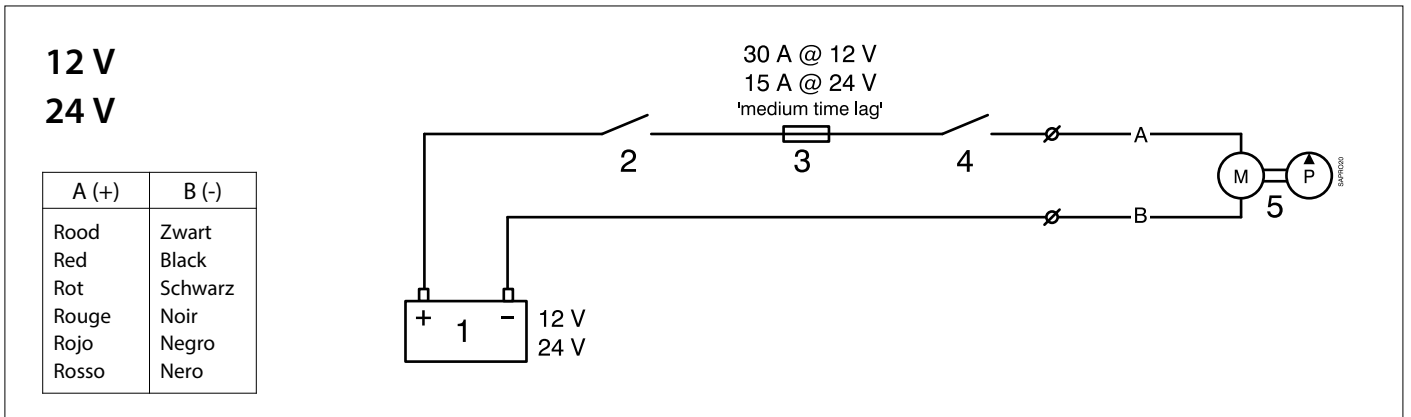 12 V
24 V
A (+) B (-)
Rood Zwart
Red Black
Rot Schwarz
Rouge Noir
Rojo Negro
Rosso Nero
30 A @ 12 V
15 A @ 24 V
'medium time lag'
2
3
4
A
M
P
5
B
SAPRO20
+ 1 -
12 V
24 V